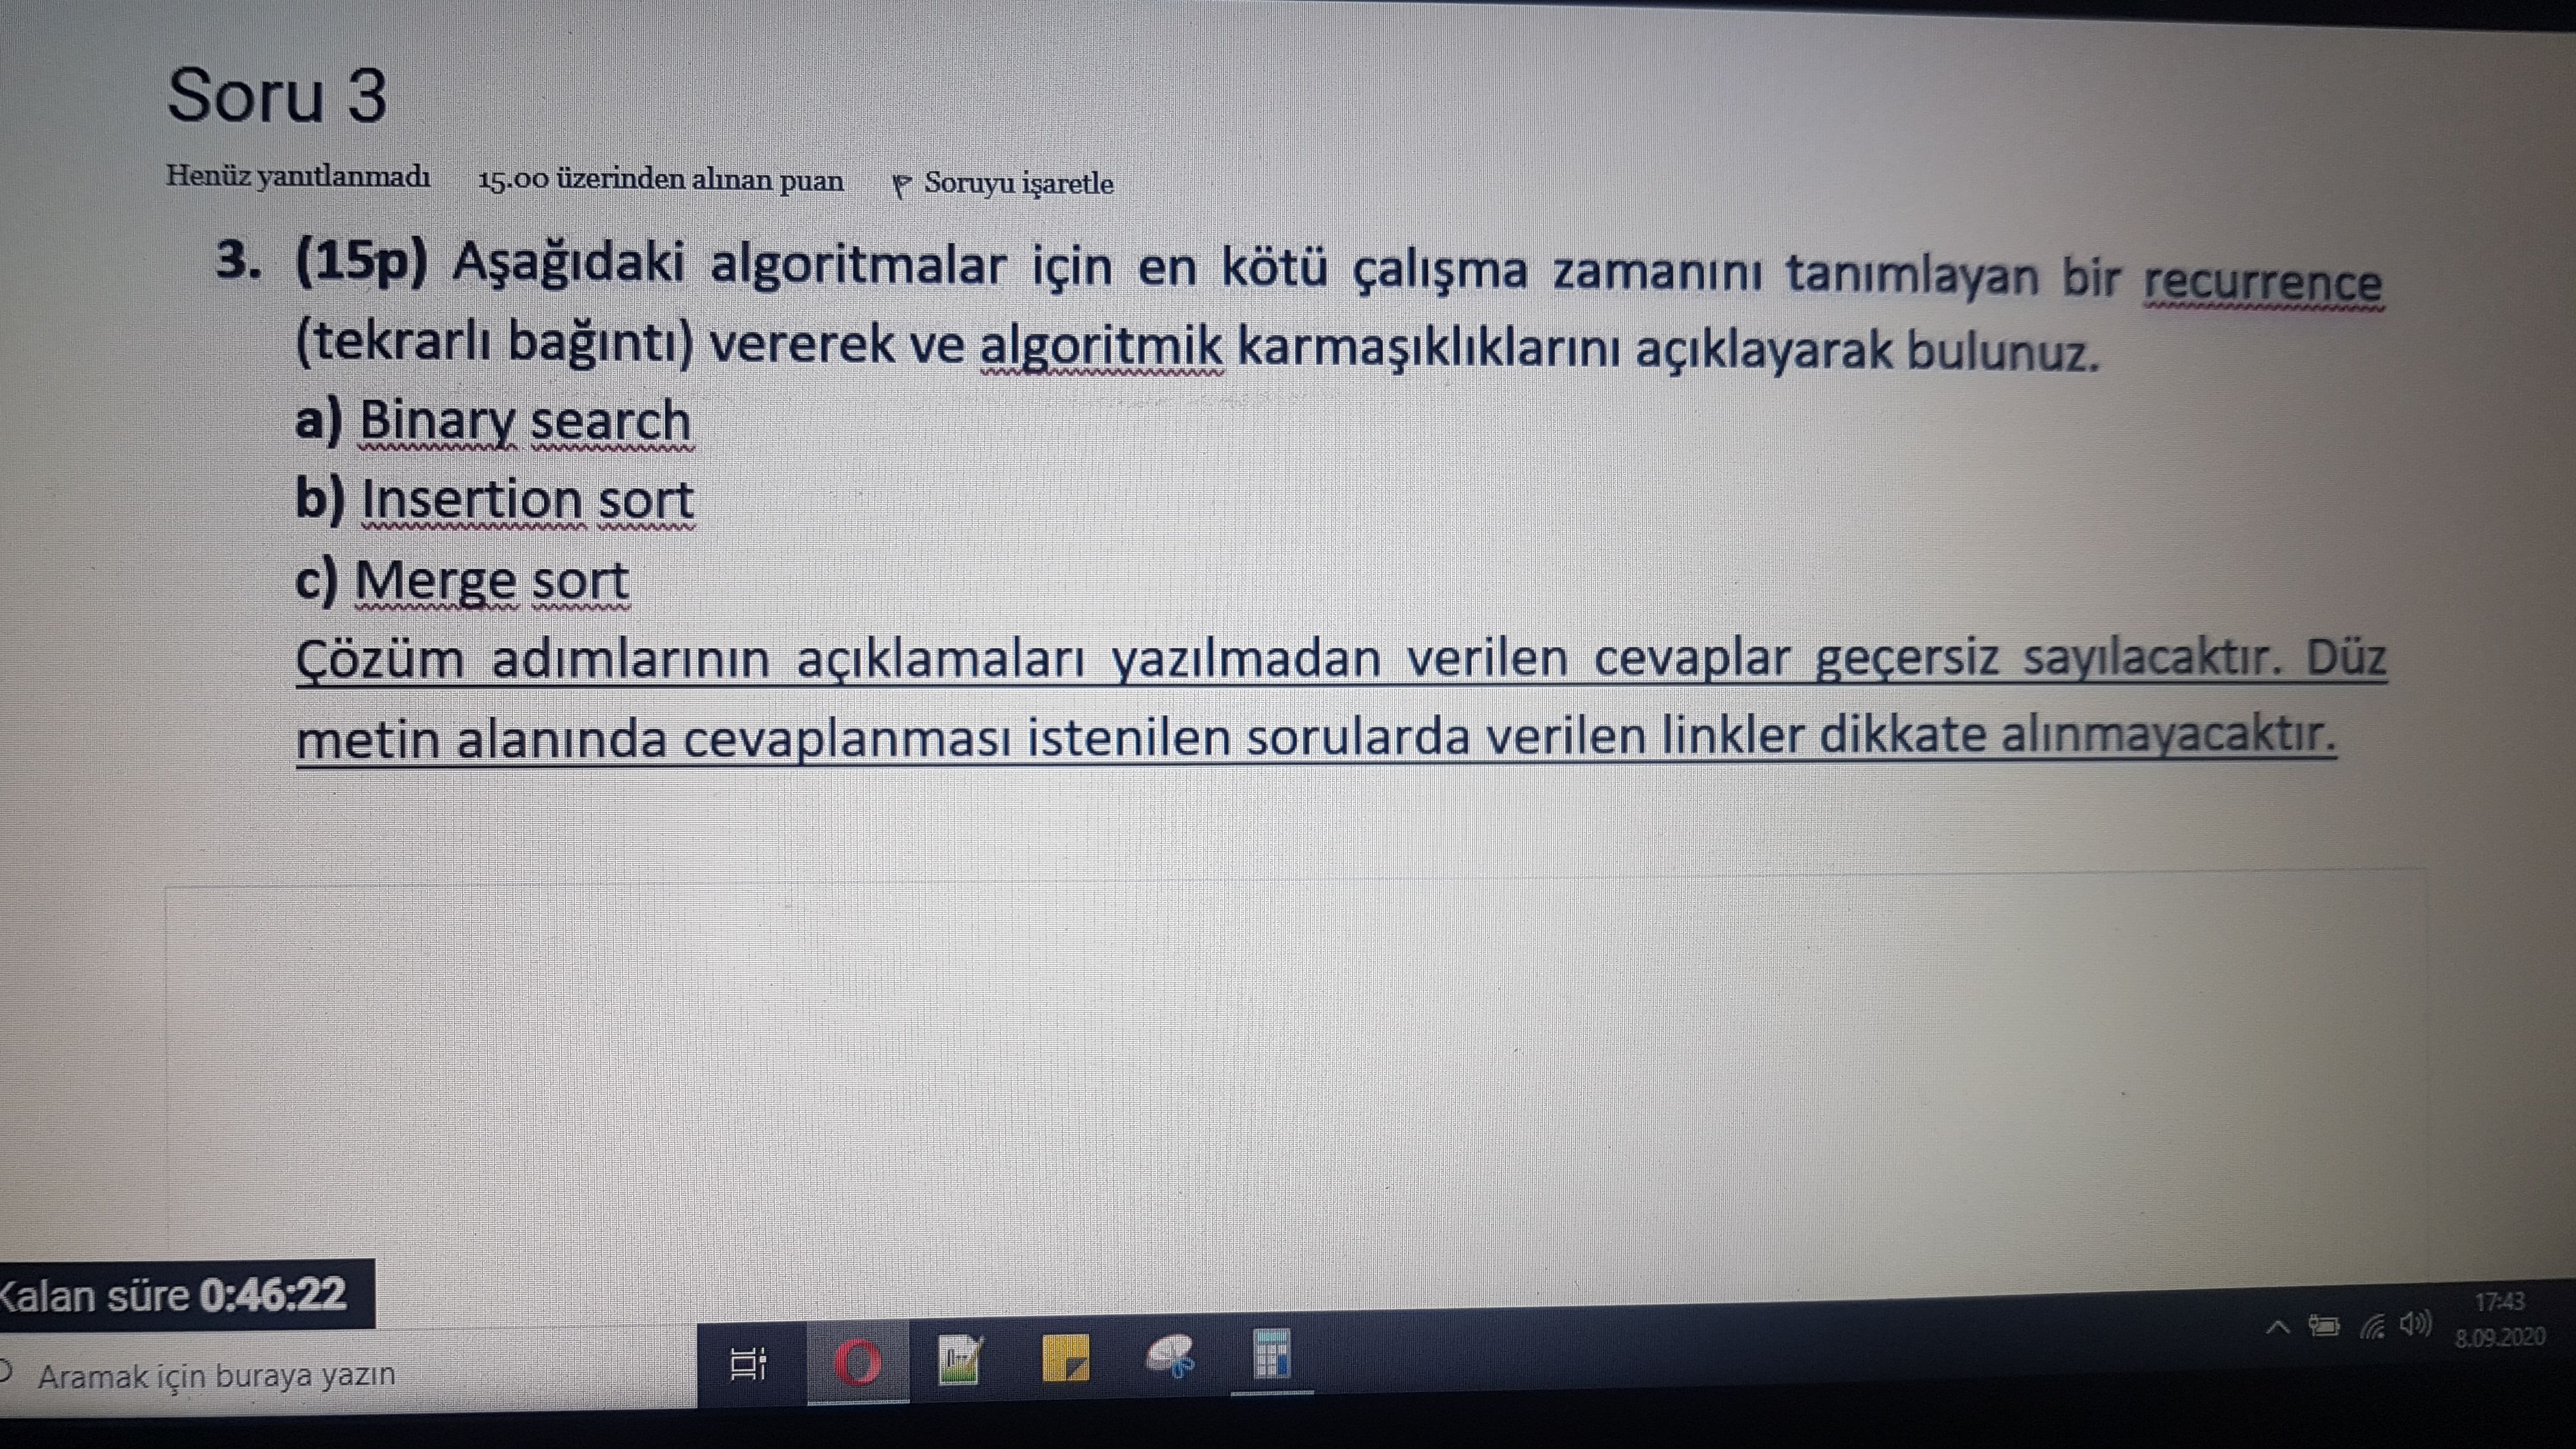 Soru 3
Henüz yanıtlanmadı 15.00 üzerinden alınan puan Soruyu işaretle
3. (15p) Aşağıdaki algoritmalar için en kötü çalışma zamanını tanımlayan bir recurrence
(tekrarlı bağıntı) vererek ve algoritmik karmaşıklıklarını açıklayarak bulunuz.
a) Binary search
b) Insertion sort
c) Merge sort
Çözüm adımlarının açıklamaları yazılmadan verilen cevaplar geçersiz sayılacaktır. Düz
metin alanında cevaplanması istenilen sorularda verilen linkler dikkate alınmayacaktır.
Kalan süre 0:46:22
Aramak için buraya yazın
17:43
8.09.2020